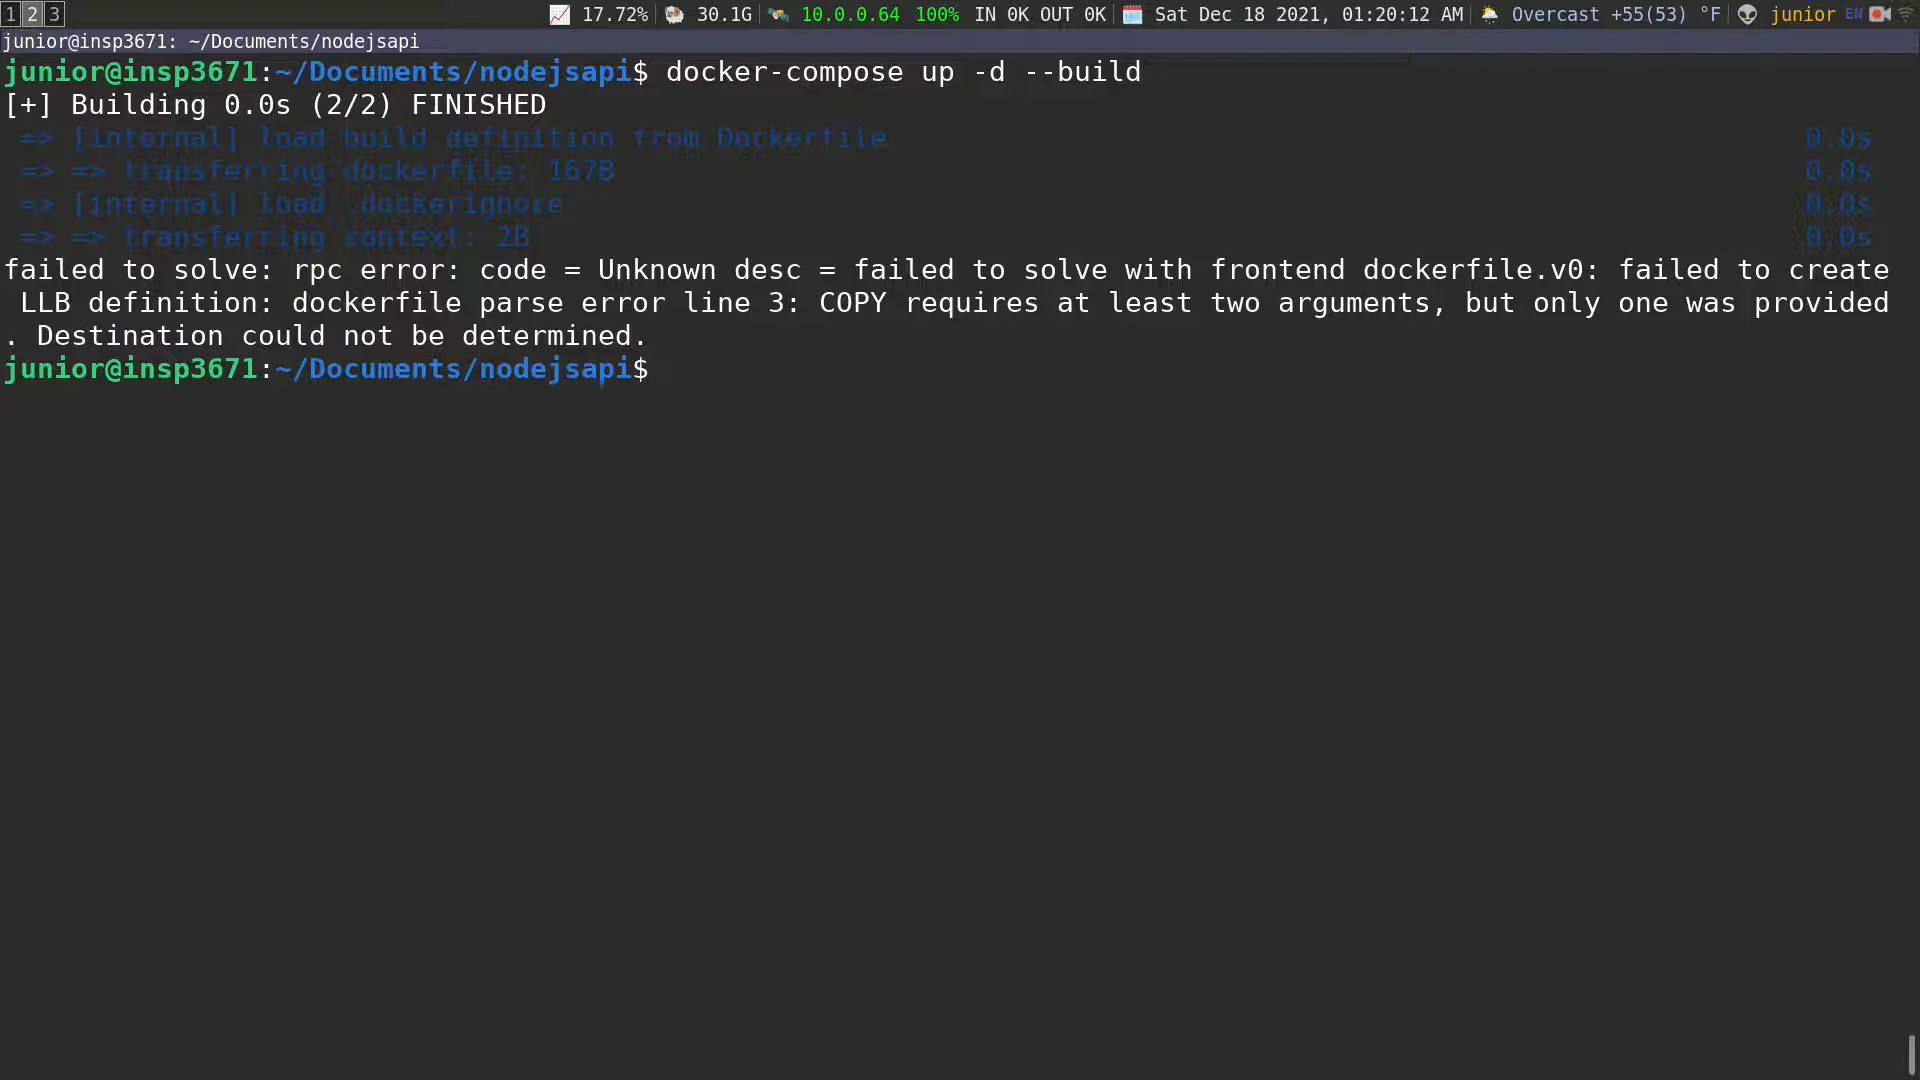 1 2 3 17.72% 30.1G 10.0.0.64 100% IN 0K OUT 0K Sat Dec 18 2021, 01:20:12 AM Overcast +55(53) °F junior EN
junior@insp3671: ~/Documents/nodejsapi
junior@insp3671:~/Documents/nodejsapi$ docker-compose up -d --build
[+] Building 0.0s (2/2) FINISHED
=> [internal] load build definition from Dockerfile 0.0s
=> => transferring dockerfile: 167B 0.0s
=> [internal] load .dockerignore 0.0s
=> => transferring context: 2B 0.0s
failed to solve: rpc error: code = Unknown desc = failed to solve with frontend dockerfile.v0: failed to create
LLB definition: dockerfile parse error line 3: COPY requires at least two arguments, but only one was provided
. Destination could not be determined.
junior@insp3671:~/Documents/nodejsapi$